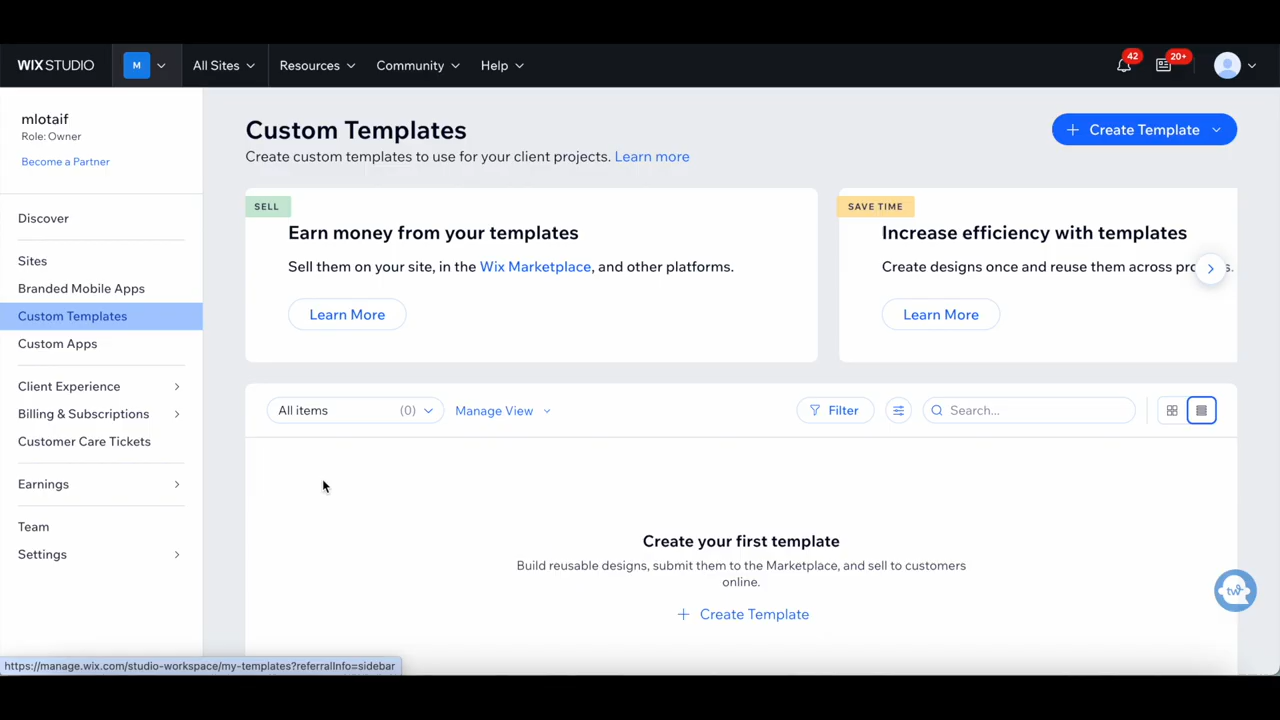 WIX STUDIO
M
All Sites
Resources
Community
Help
42
20+
mlotaif
Role: Owner
Become a Partner
Discover
Sites
Branded Mobile Apps
Custom Templates
Custom Apps
Client Experience
Billing & Subscriptions
Customer Care Tickets
Earnings
Team
Settings
Custom Templates
Create custom templates to use for your client projects. Learn more
+ Create Template
SELL
Earn money from your templates
Sell them on your site, in the Wix Marketplace, and other platforms.
Learn More
SAVE TIME
Increase efficiency with templates
Create designs once and reuse them across
Learn More
All items (0)
Manage View
Filter
Search...
Create your first template
Build reusable designs, submit them to the Marketplace, and sell to customers
online.
+ Create Template
tw
https://manage.wix.com/studio-workspace/my-templates?referralInfo=sidebar